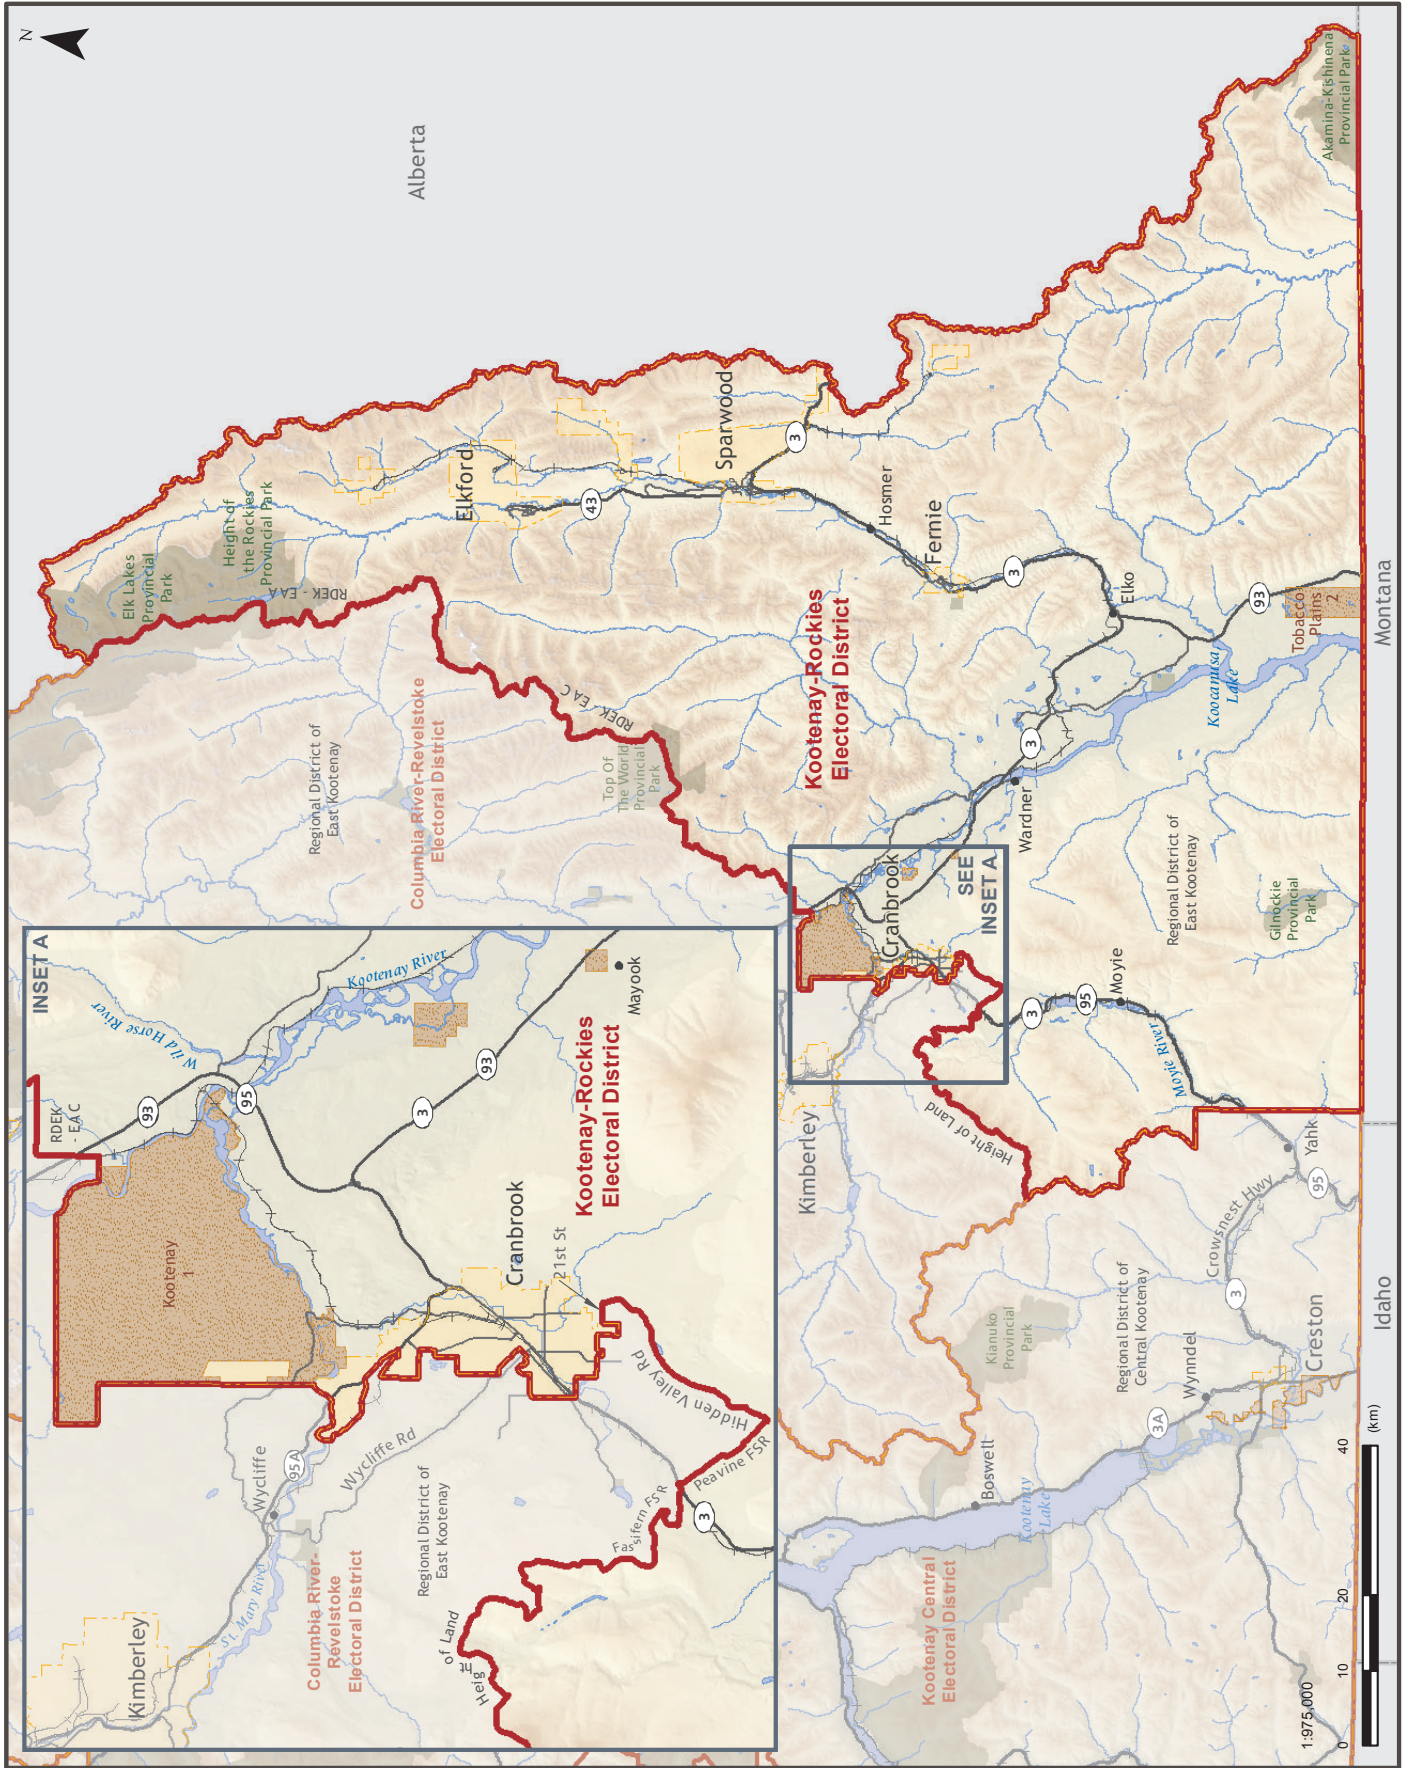 N
INSET A
Wild Horse River
Kootenay River
RDEK
- EA C
93
95
Kootenay
1
3
93
Mayook
Kootenay-Rockies
Electoral District
Cranbrook
21st St
Hidden Valley Rd
Peavine FSR
Fassifern FSR
3
Height of Land
Wycliffe
95A
Wycliffe Rd
St. Mary River
Kimberley
Regional District of
East Kootenay
Columbia River-
Revelstoke
Electoral District
Alberta
Elk Lakes
Provincial
Park
Height of
the Rockies
Provincial Park
RDEK - EA A
Elkford
43
Sparwood
3
Hosmer
Fernie
3
Elko
93
Tobacco
Plains
2
Koocanusa
Lake
Akamina-Kishinena
Provincial Park
Regional District of
East Kootenay
Columbia River-Revelstoke
Electoral District
RDEK - EA C
Top Of
The World
Provincial
Park
Kootenay-Rockies
Electoral District
3
Wardner
Cranbrook
SEE
INSET A
Kimberley
Height of Land
3
95
Moyie
Moyie River
Regional District of
East Kootenay
Gilnockie
Provincial
Park
Yahk
95
Crowsnest Hwy
3
Regional District of
Central Kootenay
Kianuko
Provincial
Park
Wynndel
3A
Creston
Boswell
Kootenay
Lake
Kootenay Central
Electoral District
Montana
Idaho
1:975,000
0
10
20
40
(km)